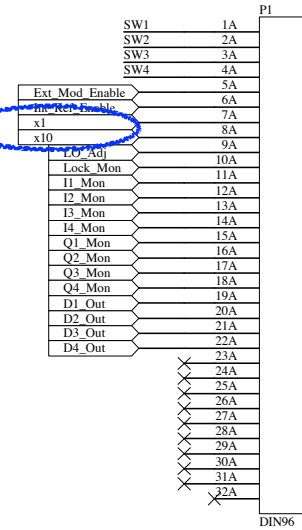 P1
SW1 1A
SW2 2A
SW3 3A
SW4 4A
Ext_Mod_Enable 5A
Int_Ref_Enable 6A
x1 7A
x10 8A
LO_Adj 9A
Lock_Mon 10A
I1_Mon 11A
I2_Mon 12A
I3_Mon 13A
I4_Mon 14A
Q1_Mon 15A
Q2_Mon 16A
Q3_Mon 17A
Q4_Mon 18A
D1_Out 19A
D2_Out 20A
D3_Out 21A
D4_Out 22A
23A
24A
25A
26A
27A
28A
29A
30A
31A
32A
DIN96